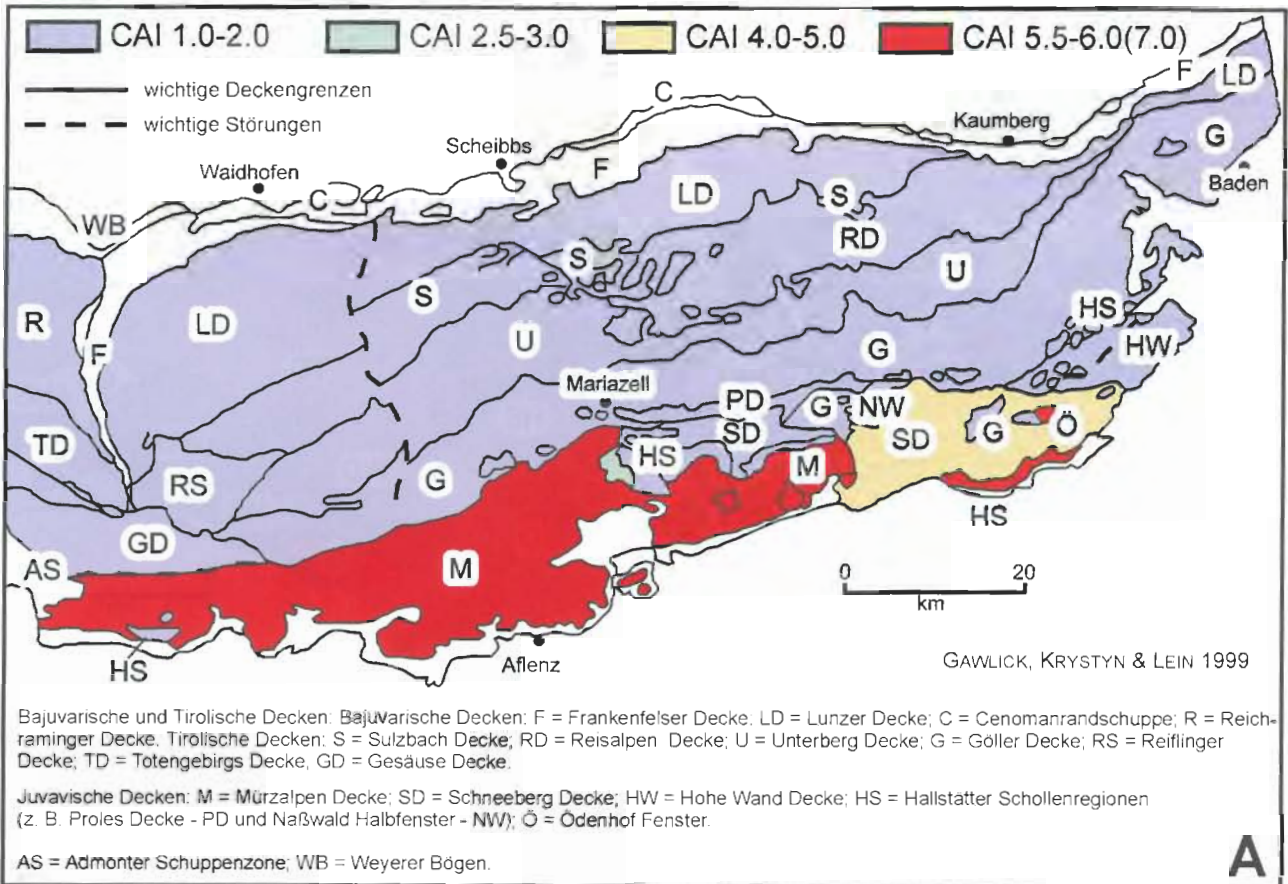 CAI 1.0-2.0 CAI 2.5-3.0 CAI 4.0-5.0 CAI 5.5-6.0(7.0)
wichtige Deckengrenzen
wichtige Störungen
C
F
LD
Kaumberg
Scheibbs
G
Waidhofen
F
Baden
C
LD
S
WB
RD
S
U
S
R
LD
HS
F
U
G
HW
Mariazell
PD
G
NW
SD
TD
SD
G
Ö
HS
M
RS
G
HS
GD
AS
M
0 20
km
HS
Aflenz
GAWLICK, KRYSTYN & LEIN 1999
Bajuvarische und Tirolische Decken: Bajuvarische Decken: F = Frankenfelser Decke; LD = Lunzer Decke; C = Cenomanrandschuppe; R = Reich-
raminger Decke. Tirolische Decken: S = Sulzbach Decke; RD = Reisalpen Decke; U = Unterberg Decke; G = Göller Decke; RS = Reiflinger
Decke; TD = Totengebirgs Decke, GD = Gesäuse Decke.
Juvavische Decken: M = Mürzalpen Decke; SD = Schneeberg Decke; HW = Hohe Wand Decke; HS = Hallstätter Schollenregionen
(z. B. Proles Decke - PD und Naßwald Halbfenster - NW); Ö = Ödenhof Fenster.
AS = Admonter Schuppenzone; WB = Weyerer Bögen.
A